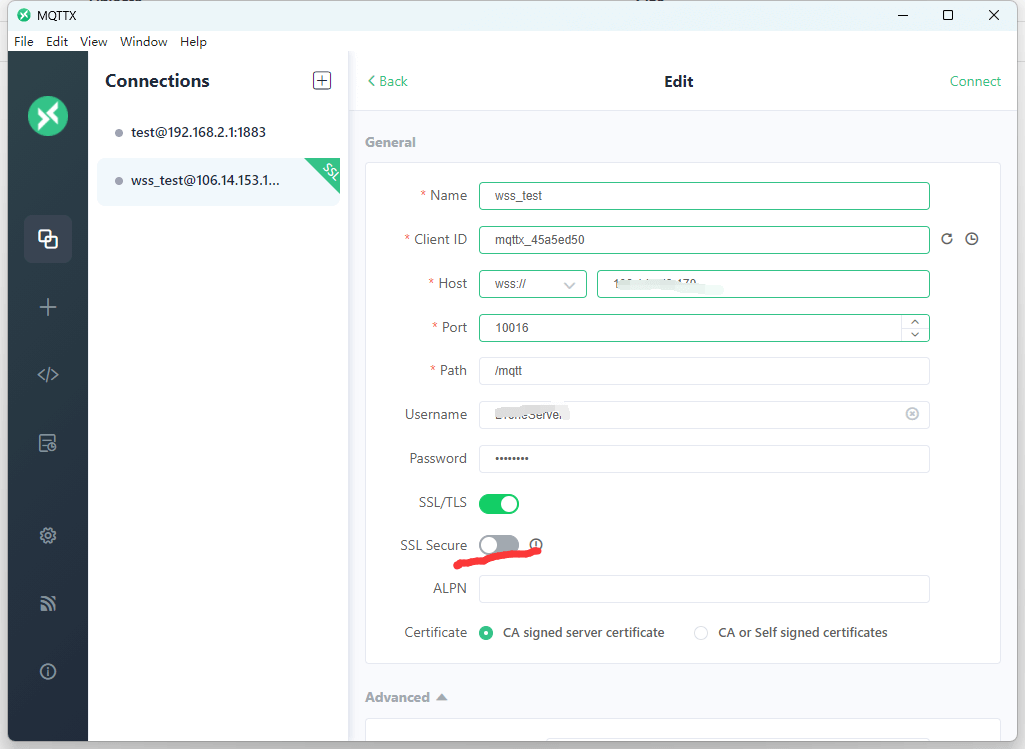 MQTTX
File Edit View Window Help
Connections
test@192.168.2.1:1883
wss_test@106.14.153.1...
SSL
Back
Edit
Connect
General
* Name
wss_test
* Client ID
mqttx_45a5ed50
* Host
wss://
* Port
10016
* Path
/mqtt
Username
Password
••••••••
SSL/TLS
SSL Secure
ALPN
Certificate
CA signed server certificate
CA or Self signed certificates
Advanced